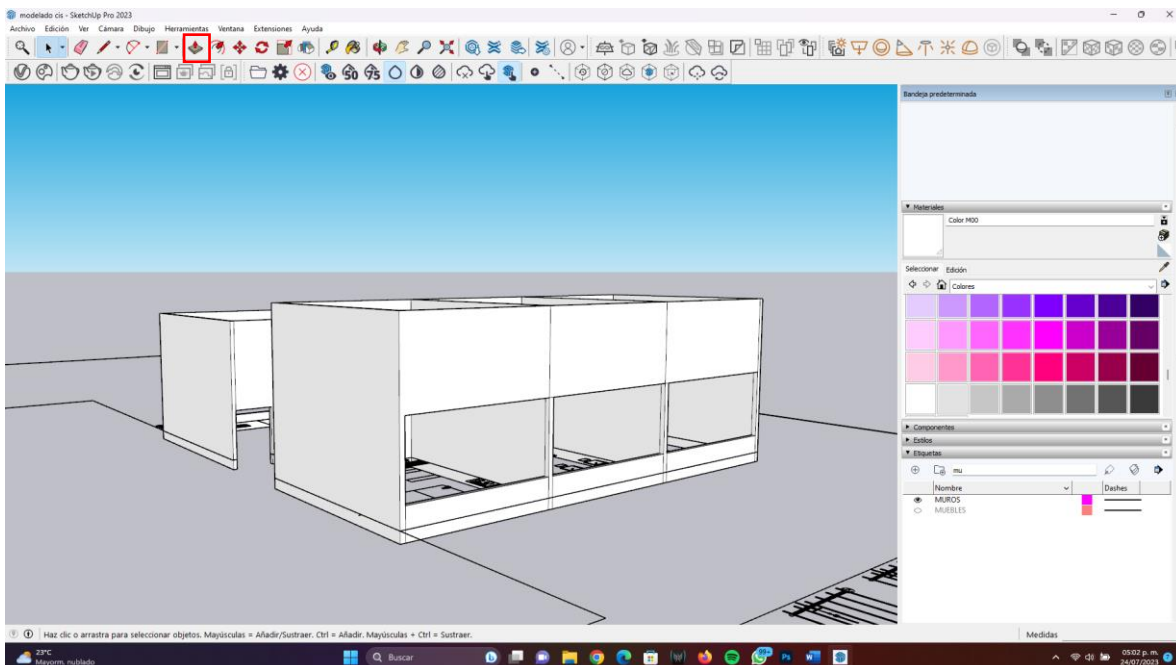 modelado cis - SketchUp Pro 2023
Archivo Edición Ver Cámara Dibujo Herramientas Ventana Extensiones Ayuda
Bandeja predeterminada
Materiales
Color M00
Seleccionar Edición
Colores
Componentes
Estilos
Etiquetas
mu
Nombre Dashes
MUROS
MUEBLES
Haz clic o arrastra para seleccionar objetos. Mayúsculas = Añadir/Sustraer. Ctrl = Añadir. Mayúsculas + Ctrl = Sustraer.
Medidas
23°C
Mayorm. nublado
Buscar
99+
Ps
05:02 p. m.
24/07/2023